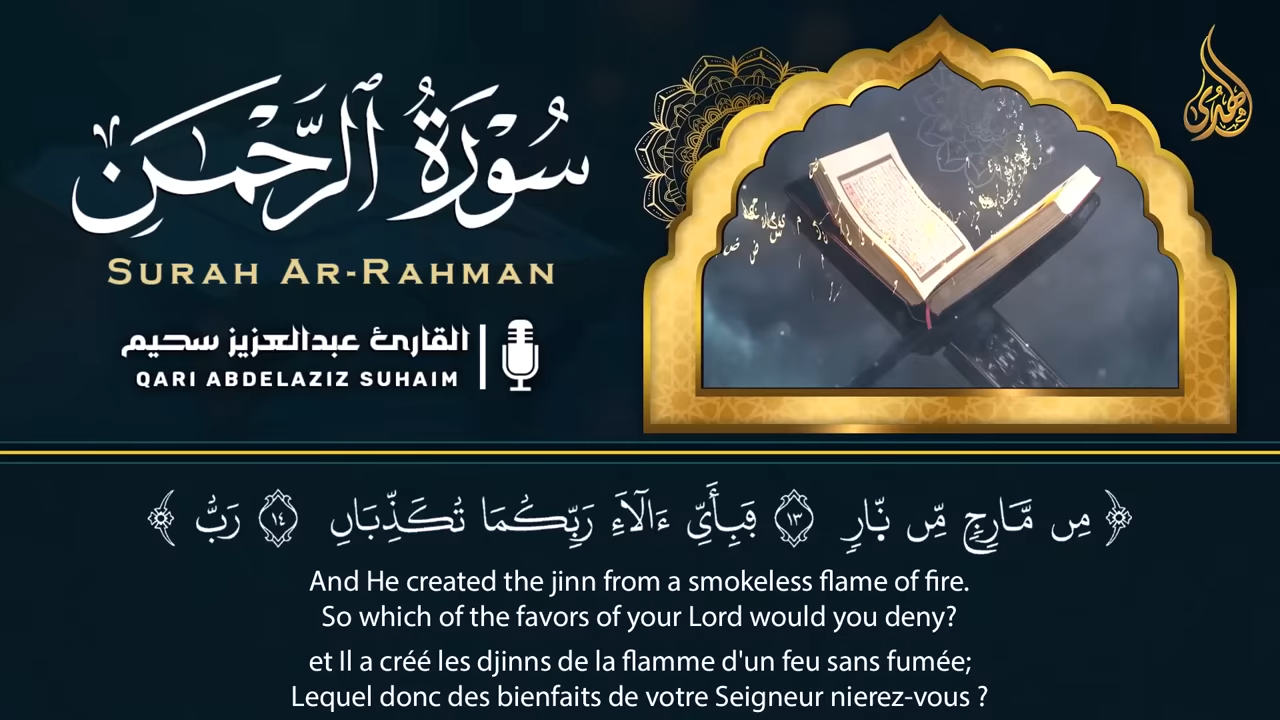 سُورَةُ ٱلرَّحْمَـٰنِ
SURAH AR-RAHMAN
القارئ عبدالعزيز سحيم
QARI ABDELAZIZ SUHAIM
مِن مَّارِجٍ مِّن نَّارٍ ١٣ فَبِأَيِّ ءَالَآءِ رَبِّكُمَا تُكَذِّبَانِ ١٤ رَبُّ
And He created the jinn from a smokeless flame of fire.
So which of the favors of your Lord would you deny?
et Il a créé les djinns de la flamme d'un feu sans fumée;
Lequel donc des bienfaits de votre Seigneur nierez-vous ?